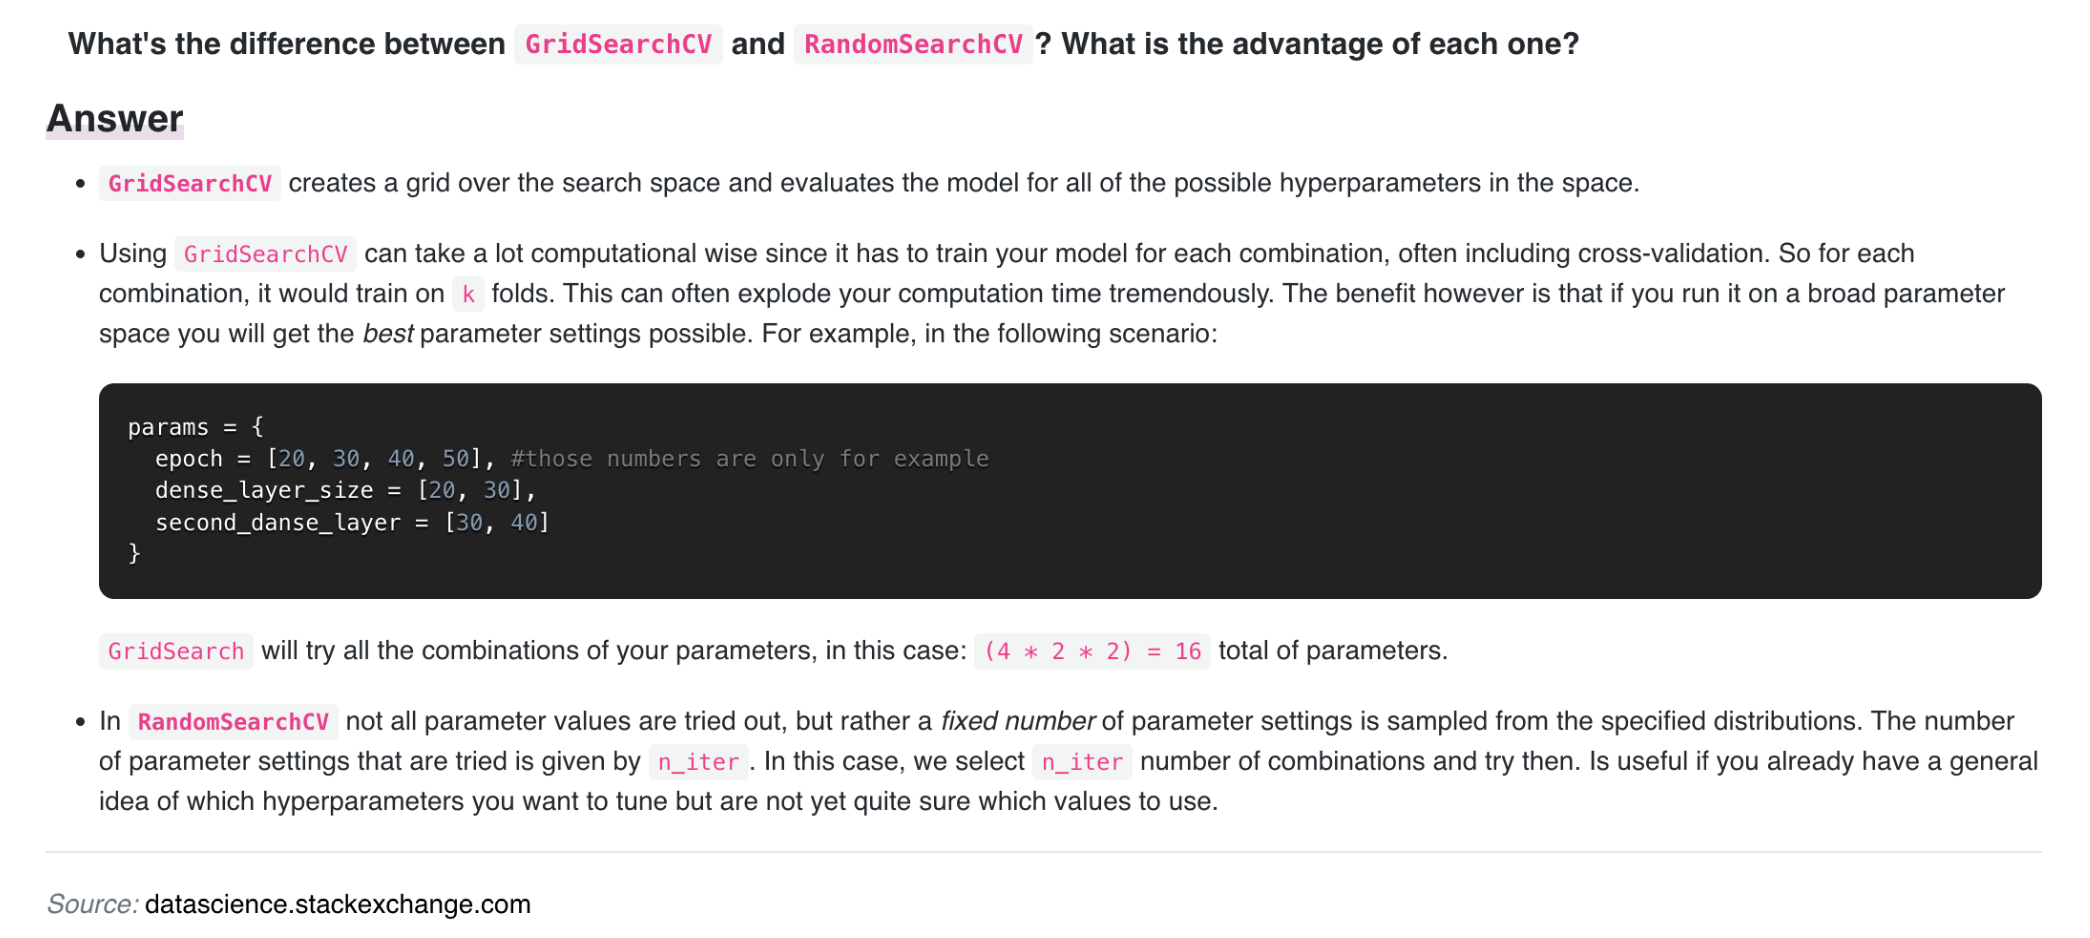 What's the difference between GridSearchCV and RandomSearchCV? What is the advantage of each one?
Answer
• GridSearchCV creates a grid over the search space and evaluates the model for all of the possible hyperparameters in the space.
• Using GridSearchCV can take a lot computational wise since it has to train your model for each combination, often including cross-validation. So for each
combination, it would train on k folds. This can often explode your computation time tremendously. The benefit however is that if you run it on a broad parameter
space you will get the best parameter settings possible. For example, in the following scenario:
params = {
  epoch = [20, 30, 40, 50], #those numbers are only for example
  dense_layer_size = [20, 30],
  second_danse_layer = [30, 40]
}
GridSearch will try all the combinations of your parameters, in this case: (4 * 2 * 2) = 16 total of parameters.
• In RandomSearchCV not all parameter values are tried out, but rather a fixed number of parameter settings is sampled from the specified distributions. The number
of parameter settings that are tried is given by n_iter. In this case, we select n_iter number of combinations and try then. Is useful if you already have a general
idea of which hyperparameters you want to tune but are not yet quite sure which values to use.
Source: datascience.stackexchange.com